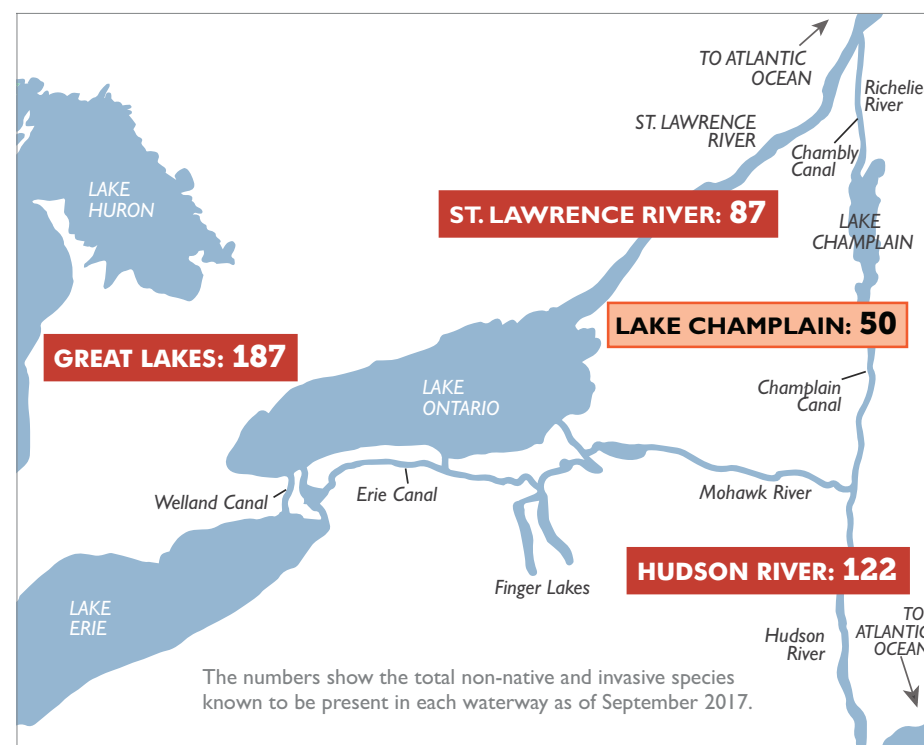 TO ATLANTIC
OCEAN
Richelie
River
ST. LAWRENCE
RIVER
Chambly
Canal
LAKE
HURON
ST. LAWRENCE RIVER: 87
LAKE
CHAMPLAIN
LAKE CHAMPLAIN: 50
GREAT LAKES: 187
LAKE
ONTARIO
Champlain
Canal
Welland Canal
Erie Canal
Mohawk River
Finger Lakes
HUDSON RIVER: 122
LAKE
ERIE
Hudson
River
TO
ATLANTIC
OCEAN
The numbers show the total non-native and invasive species
known to be present in each waterway as of September 2017.